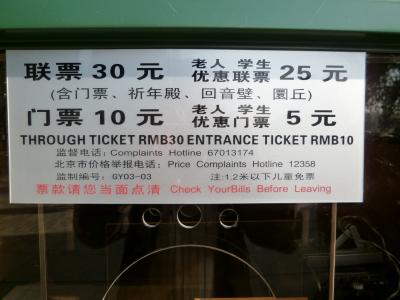 联票 30 元 老人 学生 优惠联票 25 元
(含门票、祈年殿、回音壁、圜丘)
门票 10 元 老人 学生 优惠门票 5 元
THROUGH TICKET RMB30 ENTRANCE TICKET RMB10
监督电话: Complaints Hotline 67013174
北京市价格举报电话: Price Complaints Hotline 12358
监制编号: GY03-03 注:1.2米以下儿童免票
票款请您当面点清 Check YourBills Before Leaving